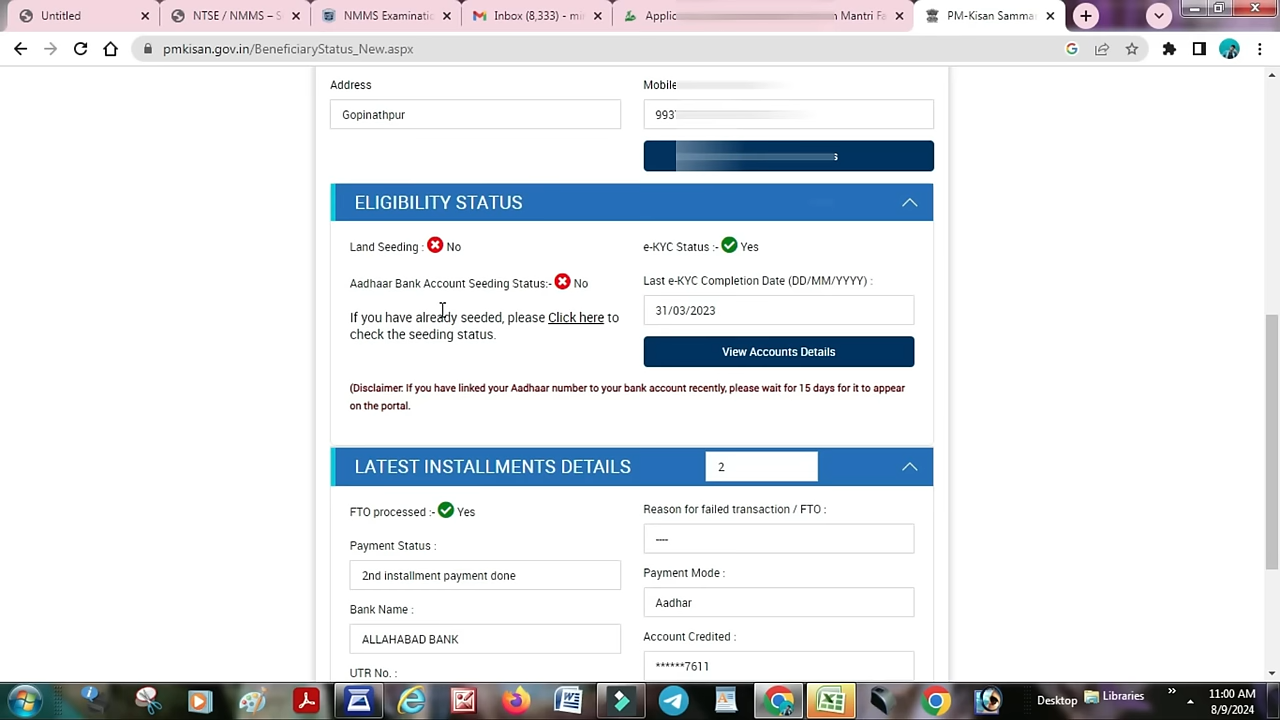 Untitled
NTSE / NMMS – S
NMMS Examinatio
Inbox (8,333) - mi
Applic
n Mantri Fa
PM-Kisan Samma
pmkisan.gov.in/BeneficiaryStatus_New.aspx
Address
Mobile
Gopinathpur
993
s
ELIGIBILITY STATUS
Land Seeding : No
e-KYC Status :- Yes
Aadhaar Bank Account Seeding Status:- No
Last e-KYC Completion Date (DD/MM/YYYY) :
If you have already seeded, please Click here to
check the seeding status.
31/03/2023
View Accounts Details
(Disclaimer: If you have linked your Aadhaar number to your bank account recently, please wait for 15 days for it to appear
on the portal.
LATEST INSTALLMENTS DETAILS
2
FTO processed :- Yes
Reason for failed transaction / FTO :
----
Payment Status :
2nd installment payment done
Payment Mode :
Aadhar
Bank Name :
ALLAHABAD BANK
Account Credited :
******7611
UTR No. :
Desktop
Libraries
11:00 AM
8/9/2024